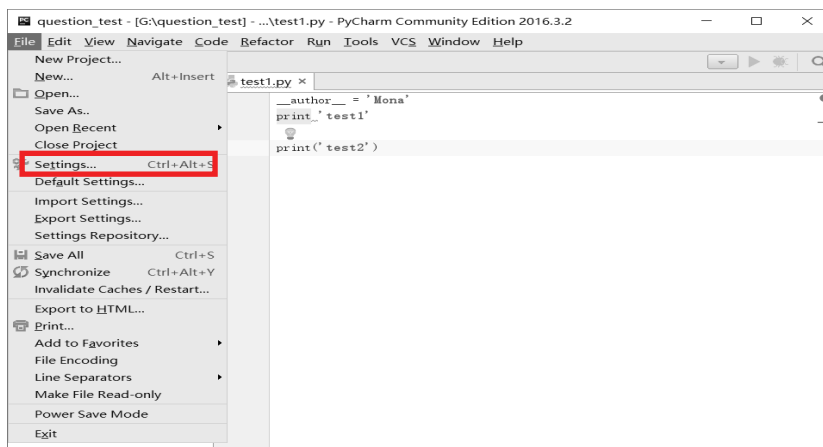 question_test - [G:\question_test] - ...\test1.py - PyCharm Community Edition 2016.3.2
File Edit View Navigate Code Refactor Run Tools VCS Window Help
New Project...
New... Alt+Insert
Open...
Save As..
Open Recent
Close Project
Settings... Ctrl+Alt+S
Default Settings...
Import Settings...
Export Settings...
Settings Repository...
Save All Ctrl+S
Synchronize Ctrl+Alt+Y
Invalidate Caches / Restart...
Export to HTML...
Print...
Add to Favorites
File Encoding
Line Separators
Make File Read-only
Power Save Mode
Exit
test1.py ×
__author__ = 'Mona'
print 'test1'
print('test2')